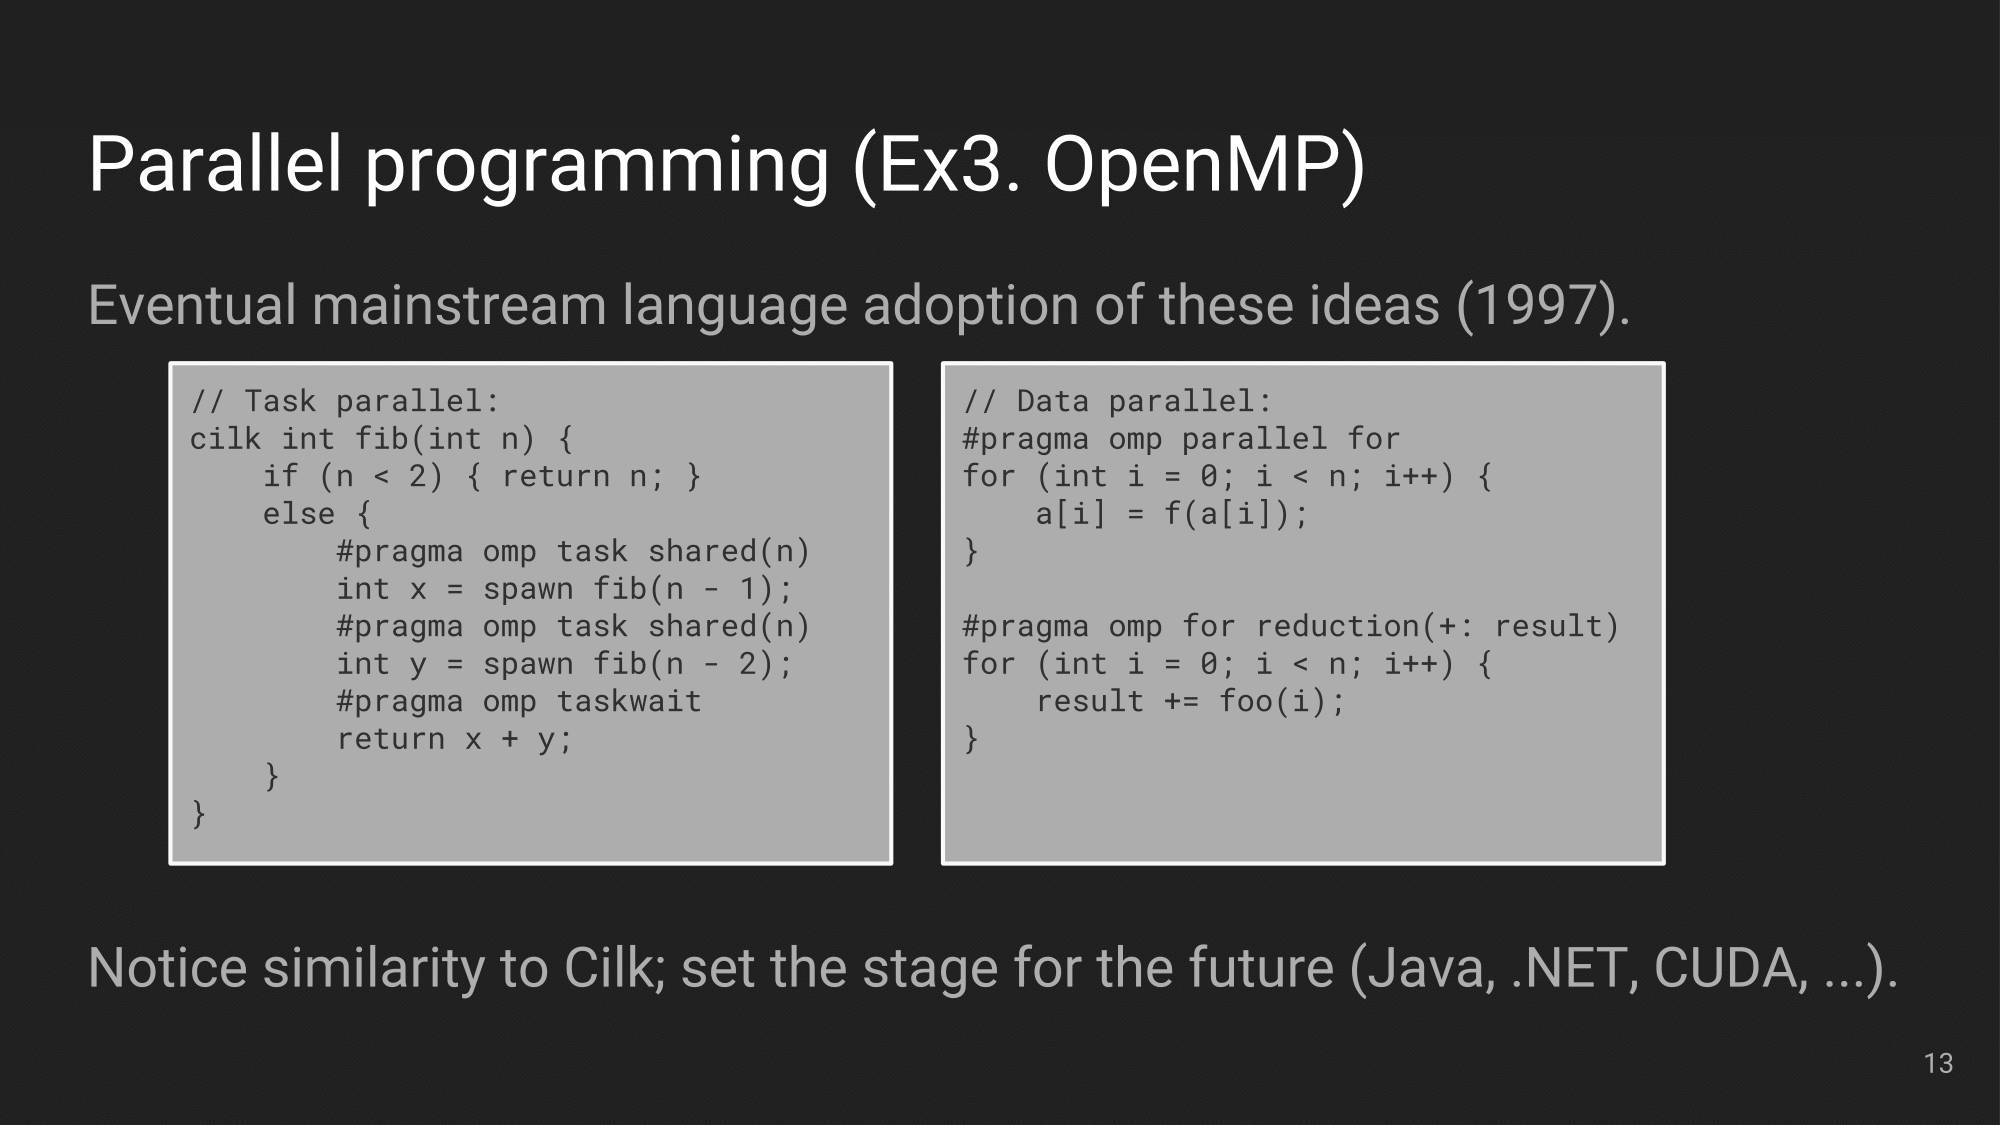 Parallel programming (Ex3. OpenMP)
Eventual mainstream language adoption of these ideas (1997).
// Task parallel:
cilk int fib(int n) {
    if (n < 2) { return n; }
    else {
        #pragma omp task shared(n)
        int x = spawn fib(n - 1);
        #pragma omp task shared(n)
        int y = spawn fib(n - 2);
        #pragma omp taskwait
        return x + y;
    }
}
// Data parallel:
#pragma omp parallel for
for (int i = 0; i < n; i++) {
    a[i] = f(a[i]);
}

#pragma omp for reduction(+: result)
for (int i = 0; i < n; i++) {
    result += foo(i);
}
Notice similarity to Cilk; set the stage for the future (Java, .NET, CUDA, ...).
13